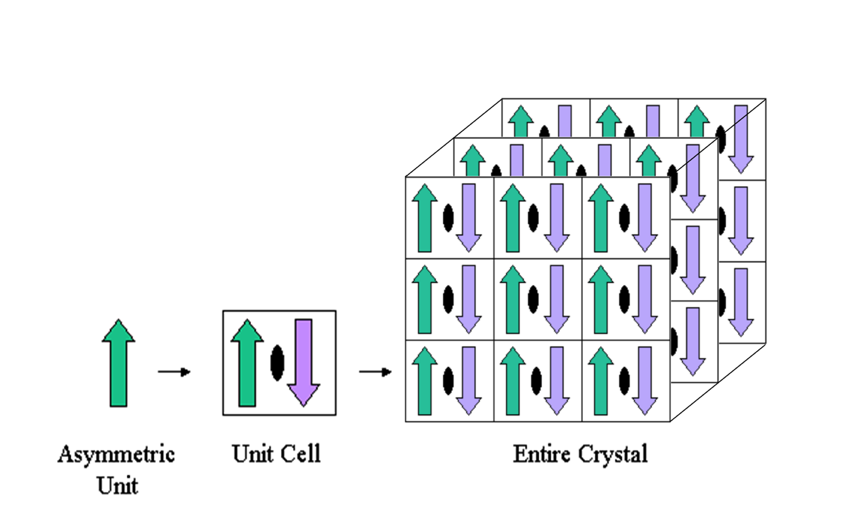 Asymmetric
Unit
Unit Cell
Entire Crystal